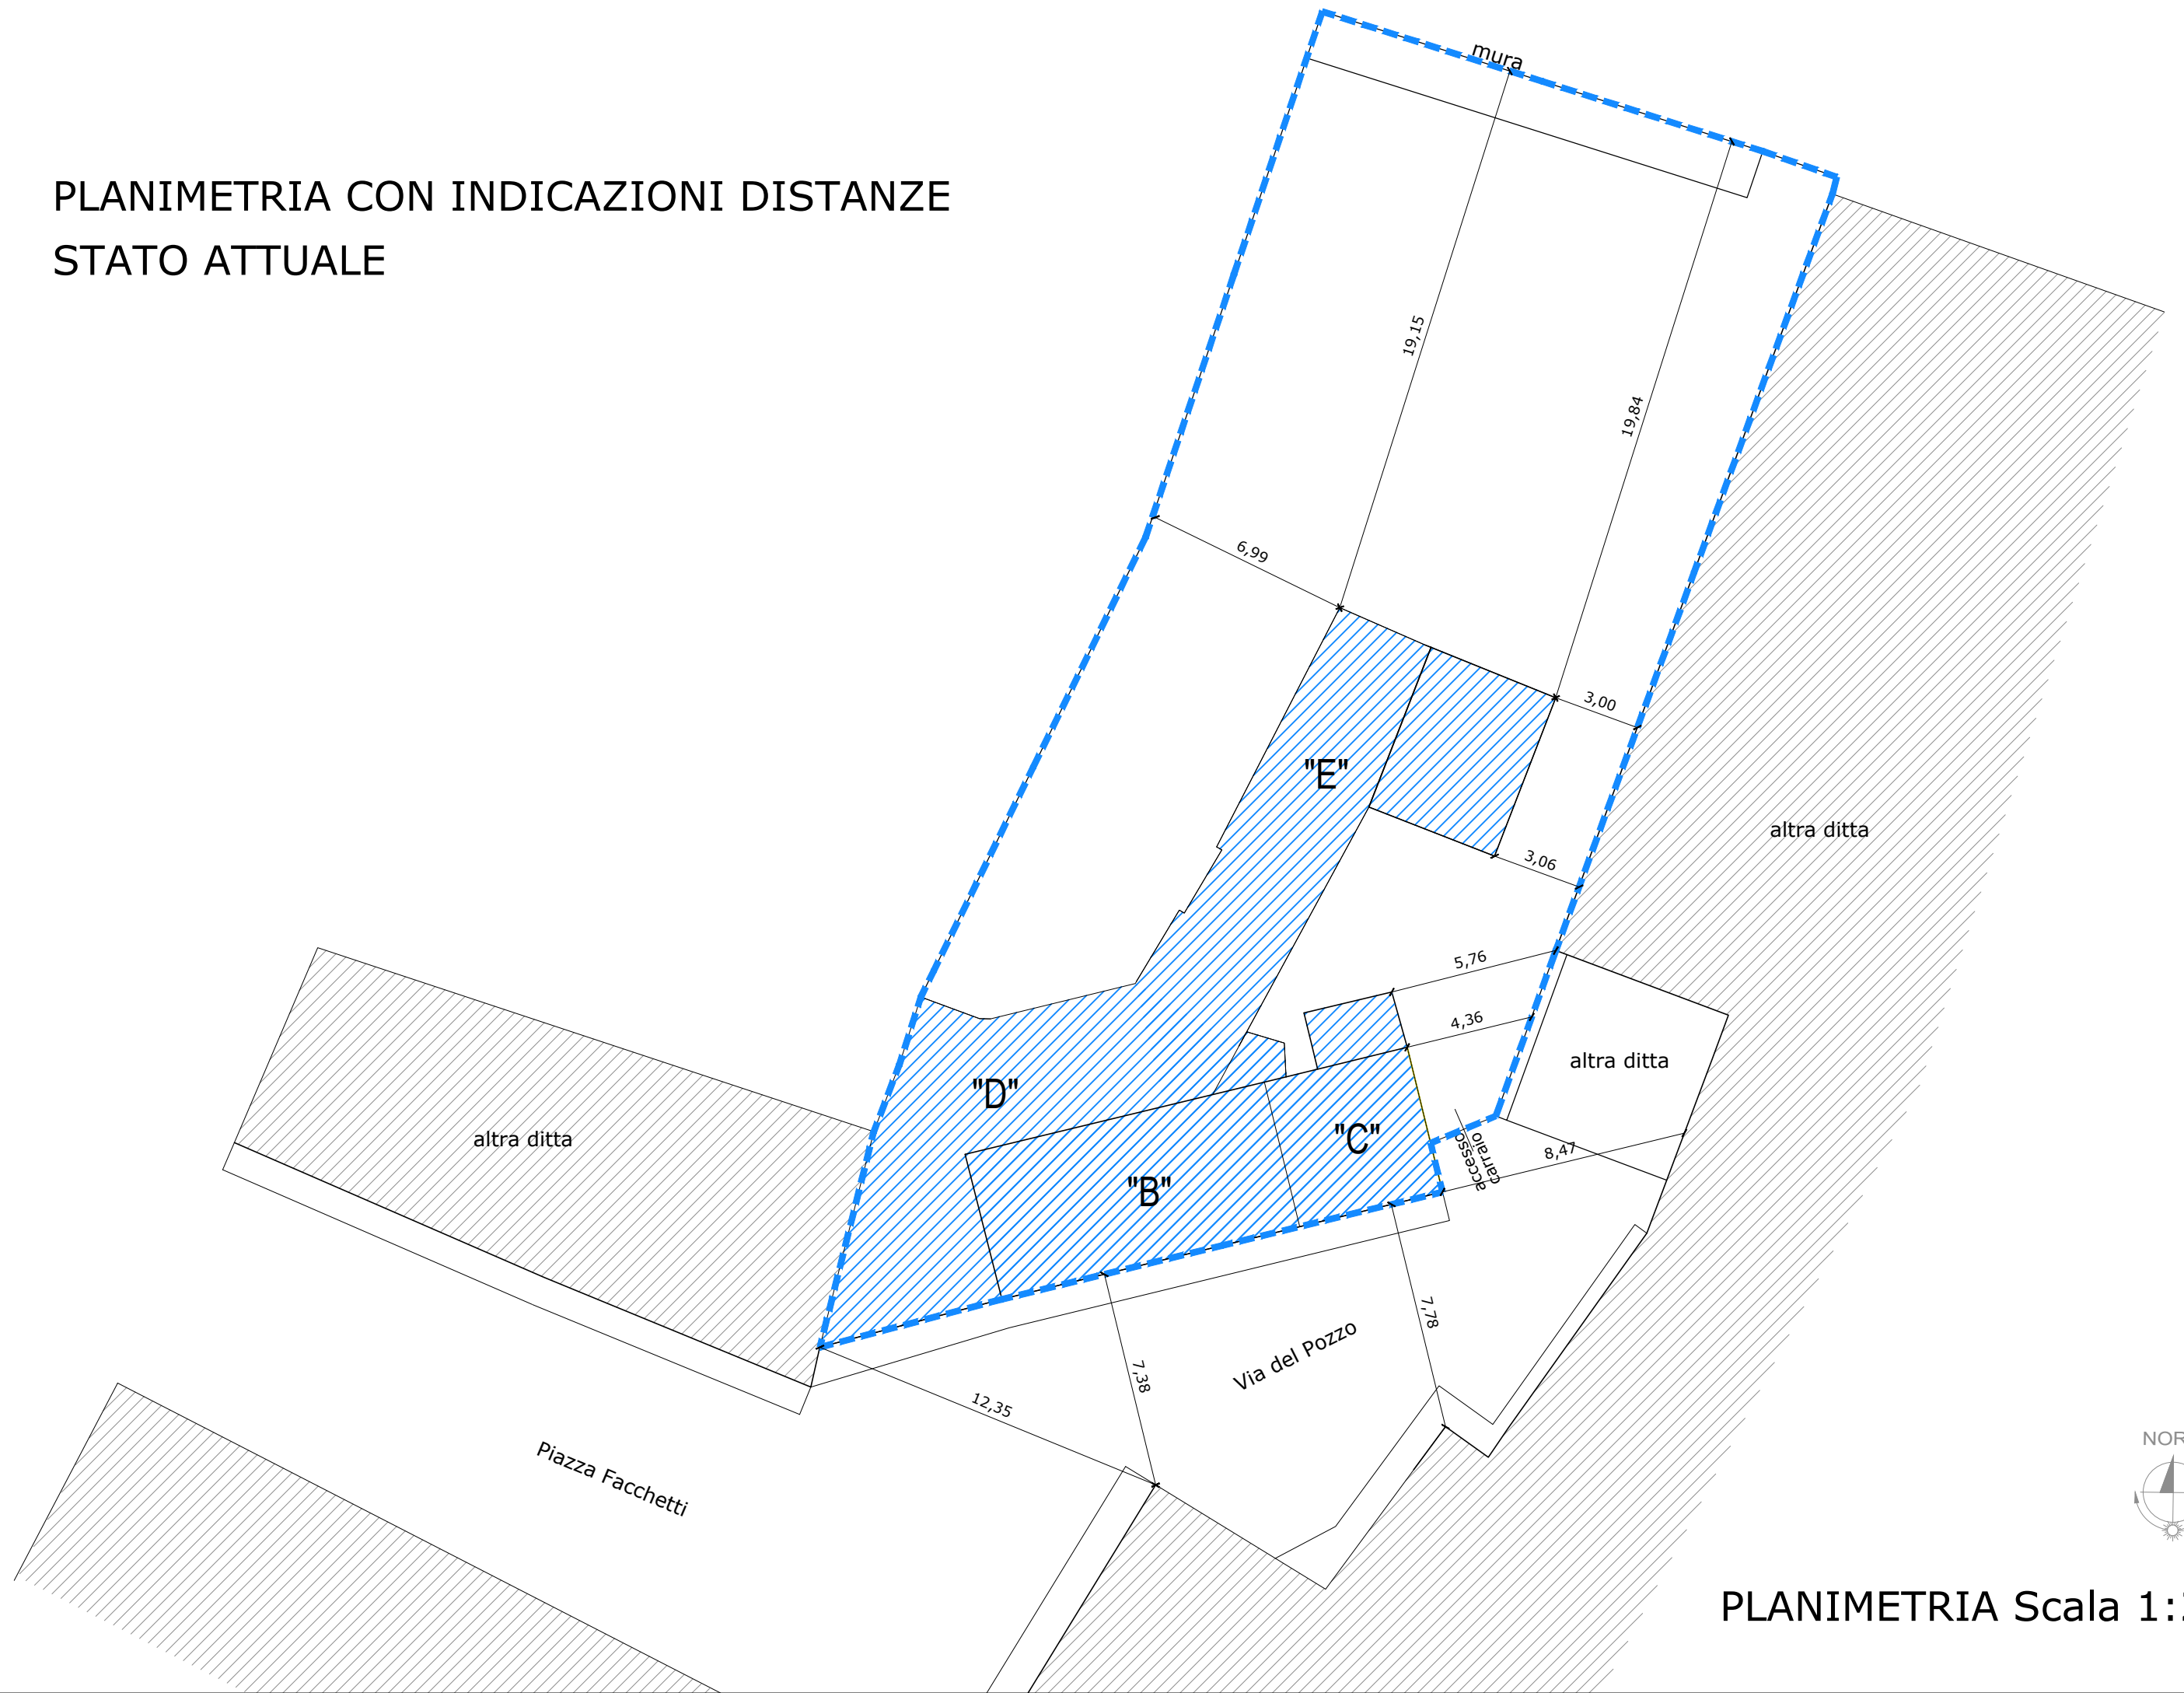 mura
PLANIMETRIA CON INDICAZIONI DISTANZE
STATO ATTUALE
19,15
19,84
6,99
3,00
"E"
altra ditta
3,06
5,76
4,36
altra ditta
"D"
"C"
altra ditta
8,47
accesso
carraio
"B"
7,78
Via del Pozzo
7,38
12,35
Piazza Facchetti
NOR
PLANIMETRIA Scala 1: